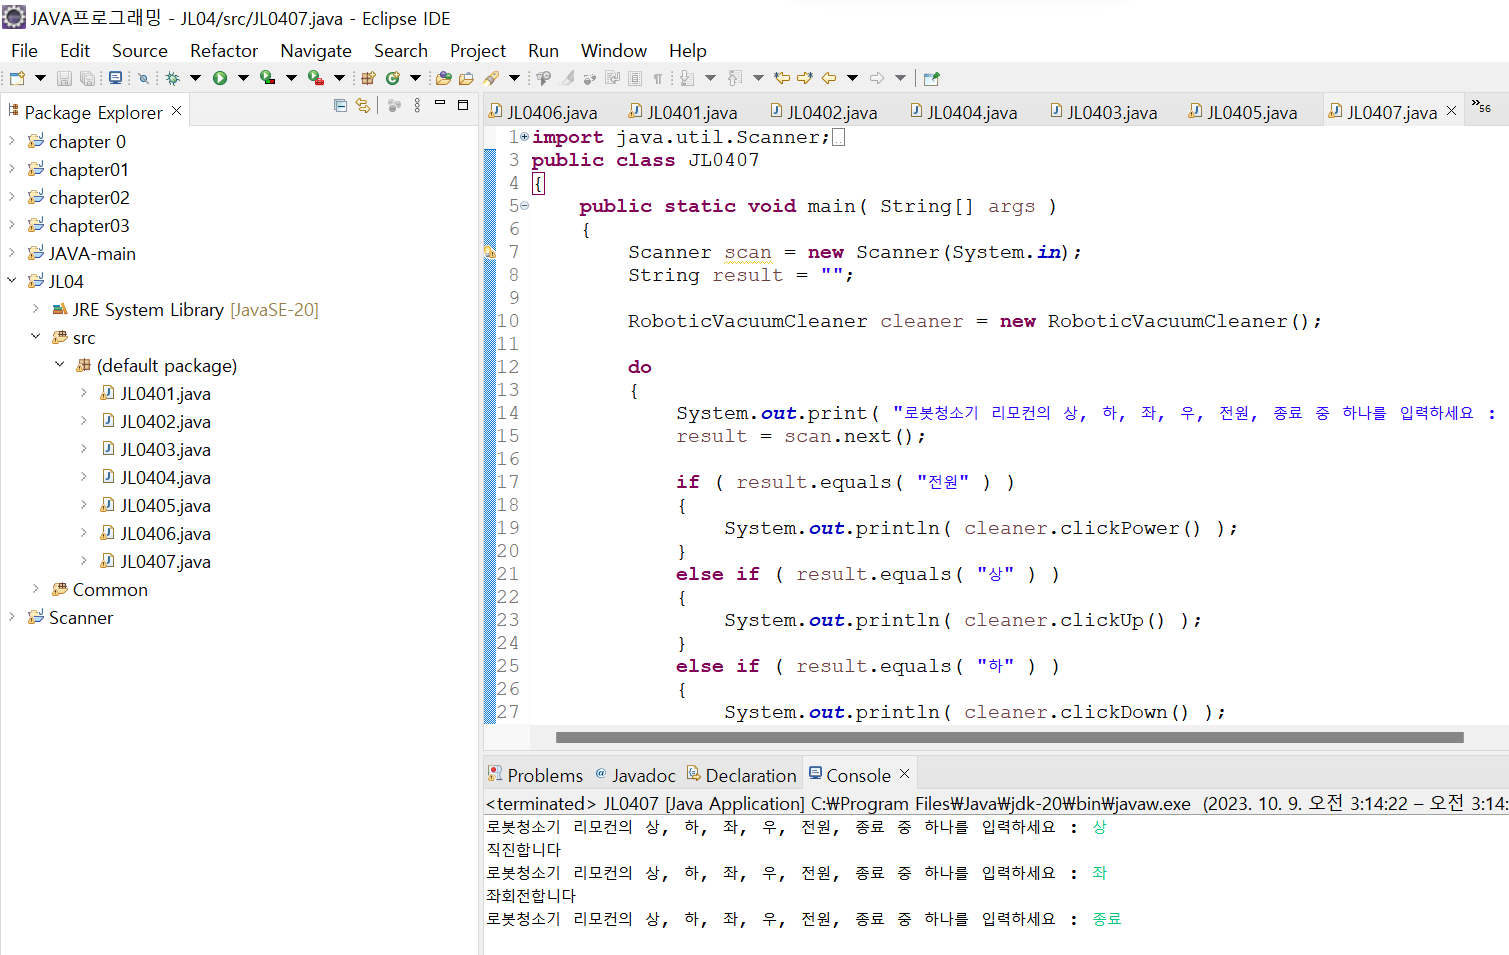 JAVA프로그래밍 - JL04/src/JL0407.java - Eclipse IDE
File Edit Source Refactor Navigate Search Project Run Window Help
Package Explorer
chapter 0
chapter01
chapter02
chapter03
JAVA-main
JL04
JRE System Library [JavaSE-20]
src
(default package)
JL0401.java
JL0402.java
JL0403.java
JL0404.java
JL0405.java
JL0406.java
JL0407.java
Common
Scanner
JL0406.java JL0401.java JL0402.java JL0404.java JL0403.java JL0405.java JL0407.java »56
1 import java.util.Scanner;
3 public class JL0407
4 {
5 public static void main( String[] args )
6 {
7 Scanner scan = new Scanner(System.in);
8 String result = "";
9
10 RoboticVacuumCleaner cleaner = new RoboticVacuumCleaner();
11
12 do
13 {
14 System.out.print( "로봇청소기 리모컨의 상, 하, 좌, 우, 전원, 종료 중 하나를 입력하세요 :
15 result = scan.next();
16
17 if ( result.equals( "전원" ) )
18 {
19 System.out.println( cleaner.clickPower() );
20 }
21 else if ( result.equals( "상" ) )
22 {
23 System.out.println( cleaner.clickUp() );
24 }
25 else if ( result.equals( "하" ) )
26 {
27 System.out.println( cleaner.clickDown() );
Problems @ Javadoc Declaration Console
<terminated> JL0407 [Java Application] C:₩Program Files₩Java₩jdk-20₩bin₩javaw.exe (2023. 10. 9. 오전 3:14:22 – 오전 3:14:
로봇청소기 리모컨의 상, 하, 좌, 우, 전원, 종료 중 하나를 입력하세요 : 상
직진합니다
로봇청소기 리모컨의 상, 하, 좌, 우, 전원, 종료 중 하나를 입력하세요 : 좌
좌회전합니다
로봇청소기 리모컨의 상, 하, 좌, 우, 전원, 종료 중 하나를 입력하세요 : 종료